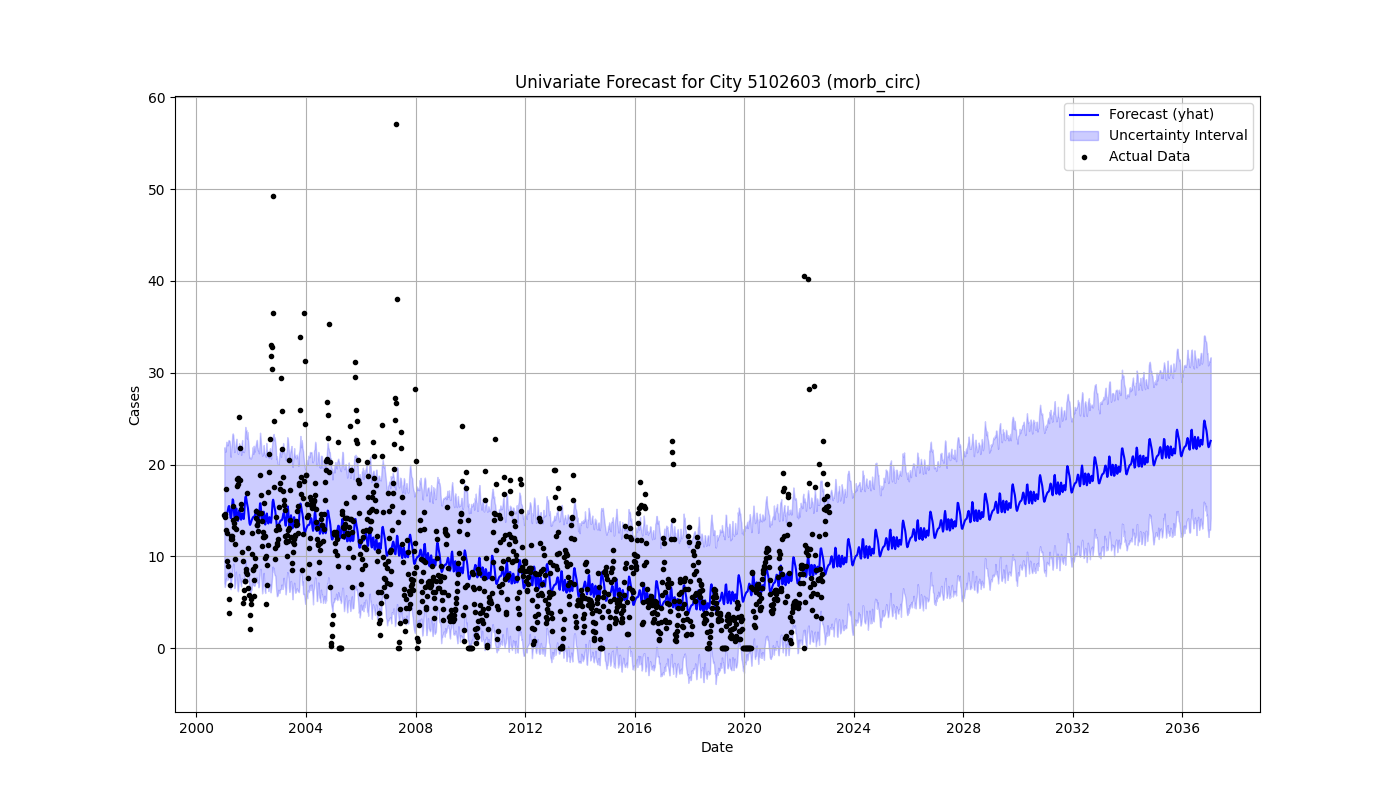 Univariate Forecast for City 5102603 (morb_circ)
Forecast (yhat)
Uncertainty Interval
Actual Data
Cases
60
50
40
30
20
10
0
2000 2004 2008 2012 2016 2020 2024 2028 2032 2036
Date